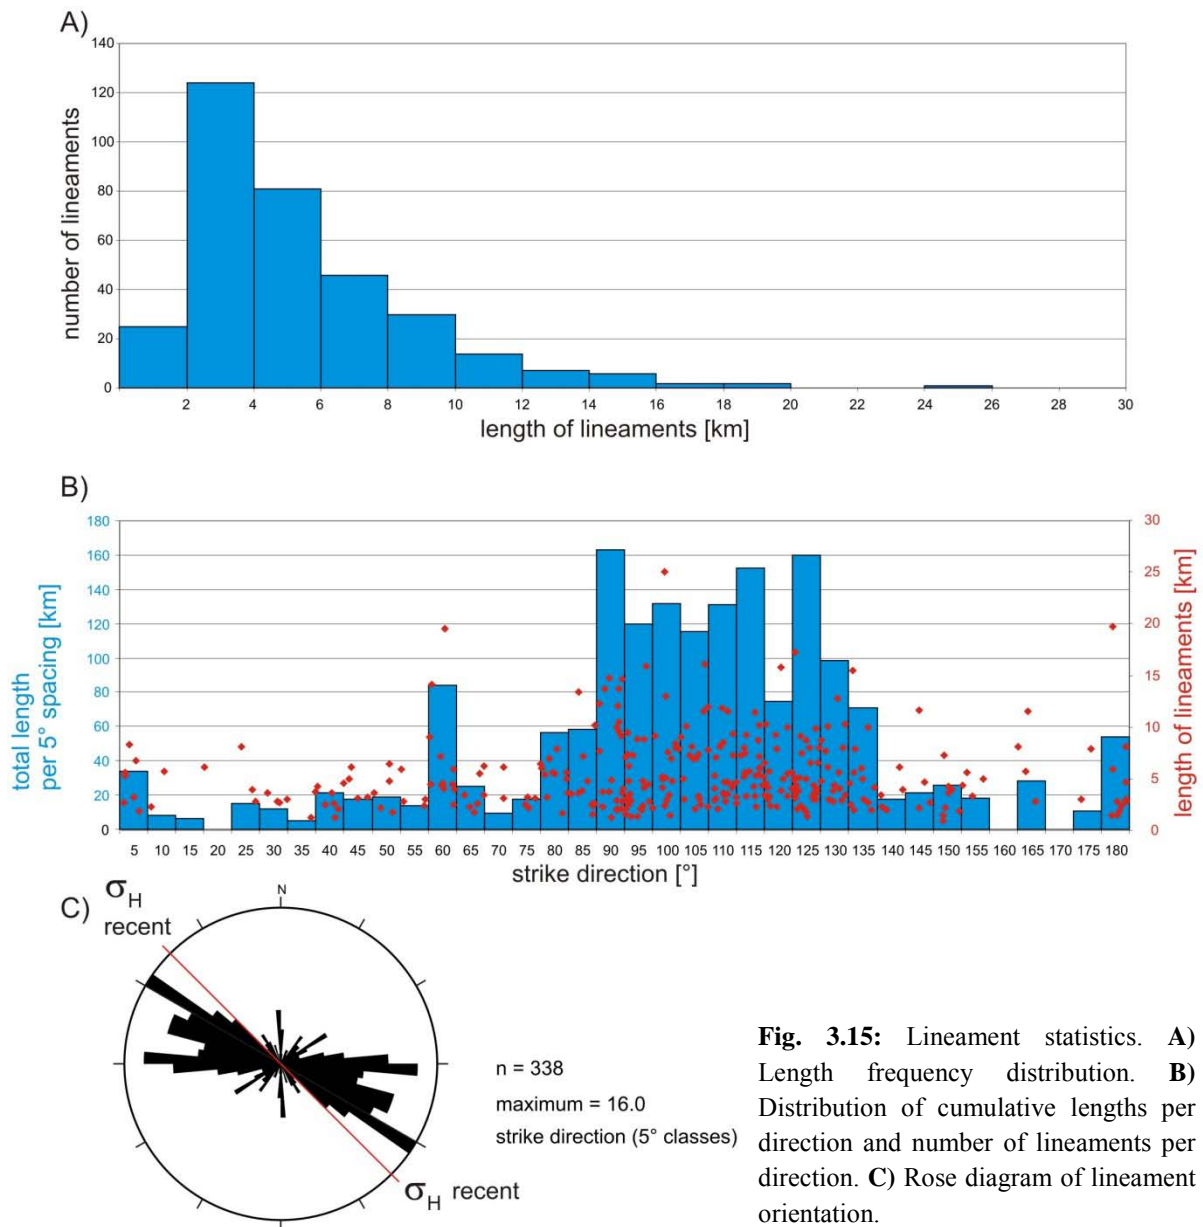 A)
140
120
100
80
60
40
20
0
number of lineaments
2 4 6 8 10 12 14 16 18 20 22 24 26 28 30
length of lineaments [km]
B)
180
160
140
120
100
80
60
40
20
0
total length
per 5° spacing [km]
30
25
20
15
10
5
0
length of lineaments [km]
5 10 15 20 25 30 35 40 45 50 55 60 65 70 75 80 85 90 95 100 105 110 115 120 125 130 135 140 145 150 155 160 165 170 175 180
strike direction [°]
C)
σH
recent
N
σH recent
n = 338
maximum = 16.0
strike direction (5° classes)
Fig. 3.15: Lineament statistics. A)
Length frequency distribution. B)
Distribution of cumulative lengths per
direction and number of lineaments per
direction. C) Rose diagram of lineament
orientation.